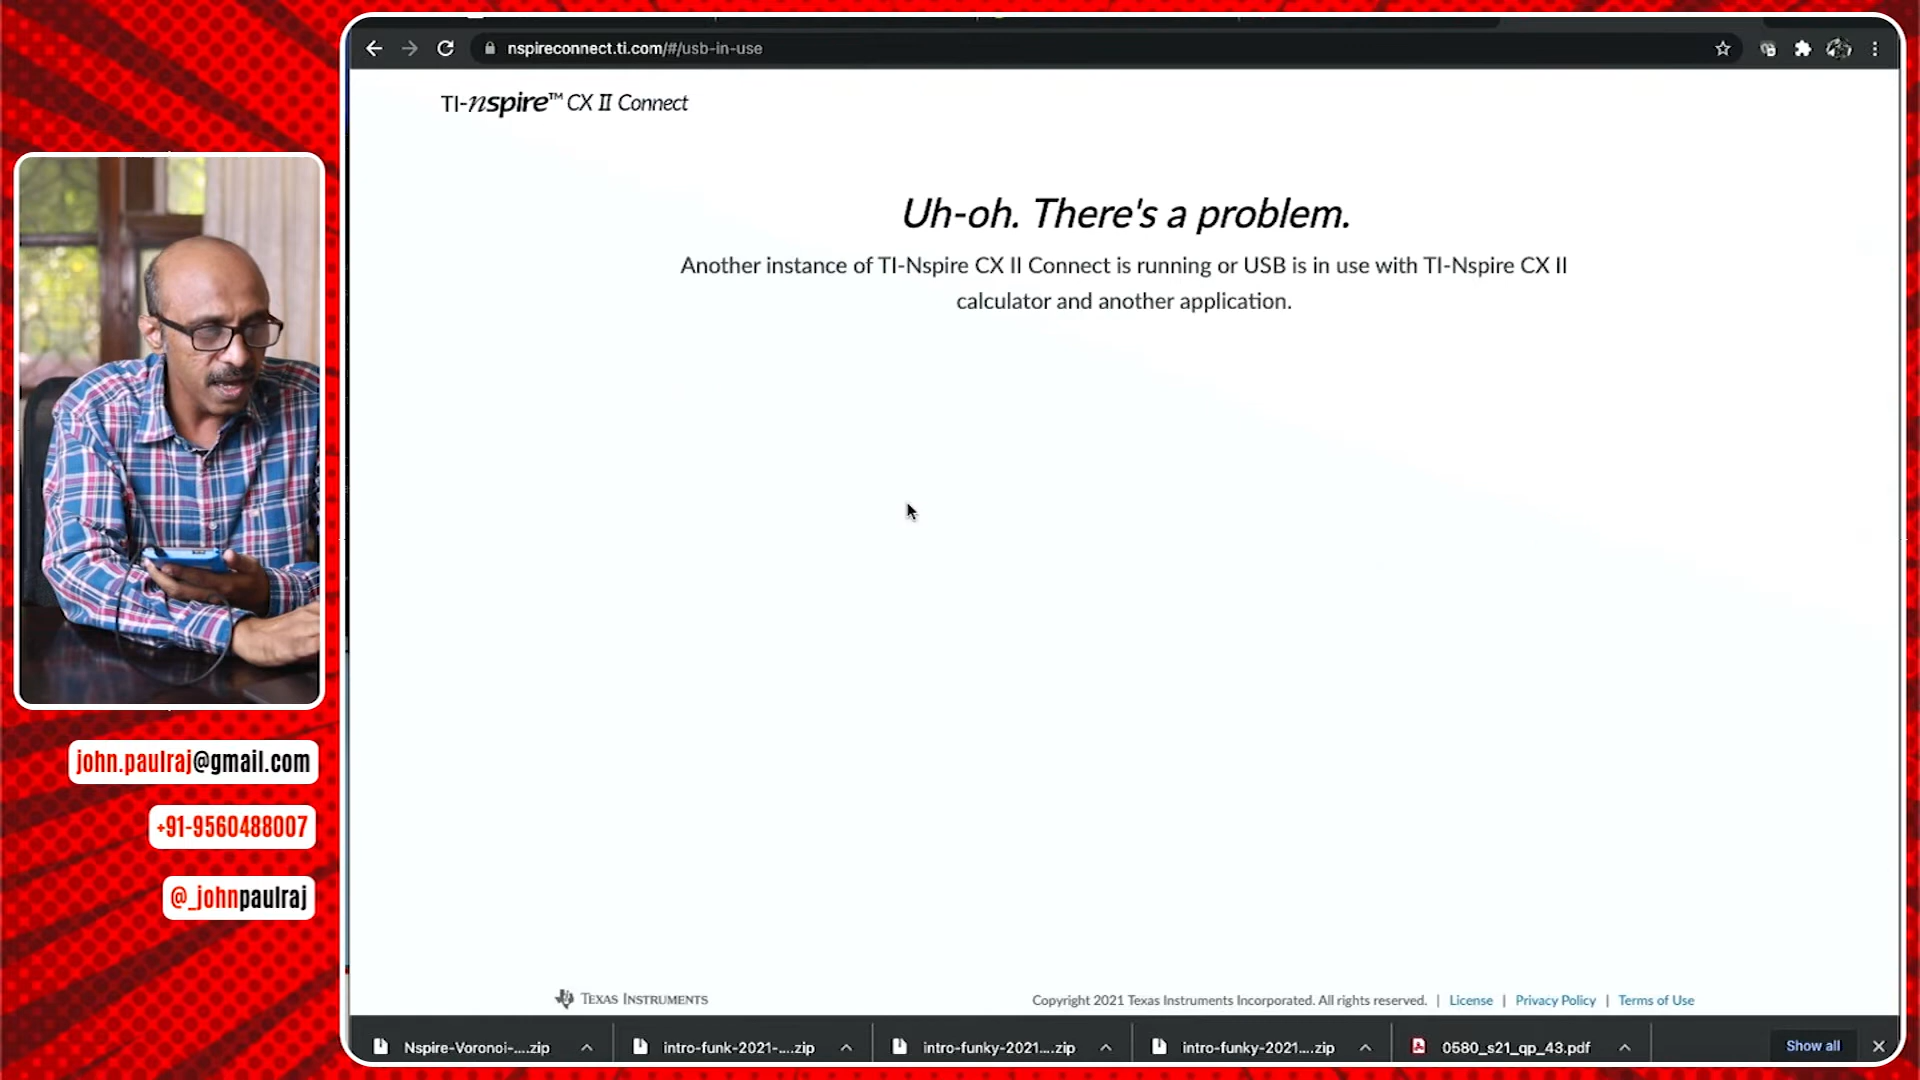 nspireconnect.ti.com/#/usb-in-use
TI-nspire™ CX II Connect
Uh-oh. There's a problem.
Another instance of TI-Nspire CX II Connect is running or USB is in use with TI-Nspire CX II
calculator and another application.
john.paulraj@gmail.com
+91-9560488007
@_johnpaulraj
TEXAS INSTRUMENTS
Copyright 2021 Texas Instruments Incorporated. All rights reserved. | License | Privacy Policy | Terms of Use
Nspire-Voronoi-....zip
intro-funk-2021-....zip
intro-funky-2021....zip
intro-funky-2021....zip
0580_s21_qp_43.pdf
Show all